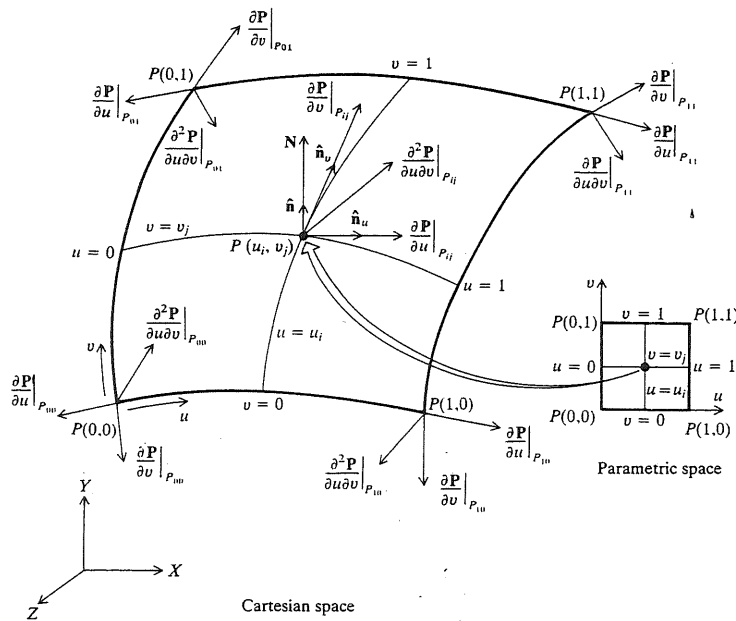 ∂P/∂v|P01
P(0,1)
v = 1
∂P/∂u|P01
∂P/∂v|Pij
P(1,1)
∂P/∂v|P11
∂²P/∂u∂v|P01
N
n̂v
∂²P/∂u∂v|Pij
∂P/∂u|P11
∂P/∂u∂v|P11
n̂
n̂u
v = vj
∂P/∂u|Pij
u = 0
P (ui, vj)
u = 1
v
P(0,1)
v = 1
P(1,1)
∂²P/∂u∂v|P00
u = ui
u = 0
v = vj
u = 1
v
u = ui
∂P/∂u|P00
u
v = 0
P(1,0)
P(0,0)
v = 0
u
P(1,0)
P(0,0)
∂P/∂v|P00
∂²P/∂u∂v|P10
∂P/∂v|P10
∂P/∂u|P10
Parametric space
Y
X
Z
Cartesian space